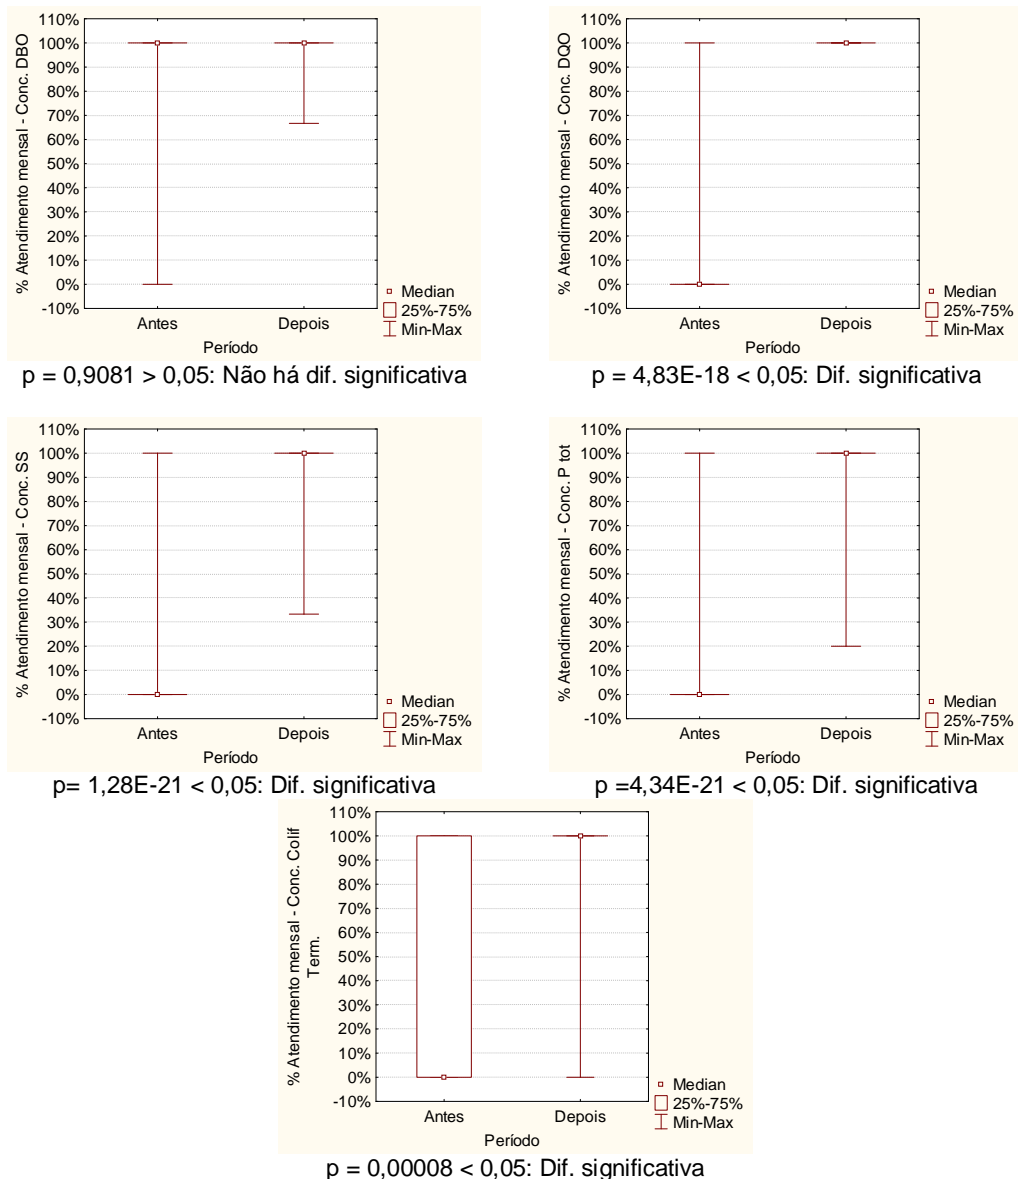 % Atendimento mensal - Conc. DBO
110%
100%
90%
80%
70%
60%
50%
40%
30%
20%
10%
0%
-10%
Antes
Depois
Período
Median
25%-75%
Min-Max
p = 0,9081 > 0,05: Não há dif. significativa
% Atendimento mensal - Conc. DQO
110%
100%
90%
80%
70%
60%
50%
40%
30%
20%
10%
0%
-10%
Antes
Depois
Período
Median
25%-75%
Min-Max
p = 4,83E-18 < 0,05: Dif. significativa
% Atendimento mensal - Conc. SS
110%
100%
90%
80%
70%
60%
50%
40%
30%
20%
10%
0%
-10%
Antes
Depois
Período
Median
25%-75%
Min-Max
p= 1,28E-21 < 0,05: Dif. significativa
% Atendimento mensal - Conc. P tot
110%
100%
90%
80%
70%
60%
50%
40%
30%
20%
10%
0%
-10%
Antes
Depois
Período
Median
25%-75%
Min-Max
p =4,34E-21 < 0,05: Dif. significativa
% Atendimento mensal - Conc. Colif
Term.
110%
100%
90%
80%
70%
60%
50%
40%
30%
20%
10%
0%
-10%
Antes
Depois
Período
Median
25%-75%
Min-Max
p = 0,00008 < 0,05: Dif. significativa